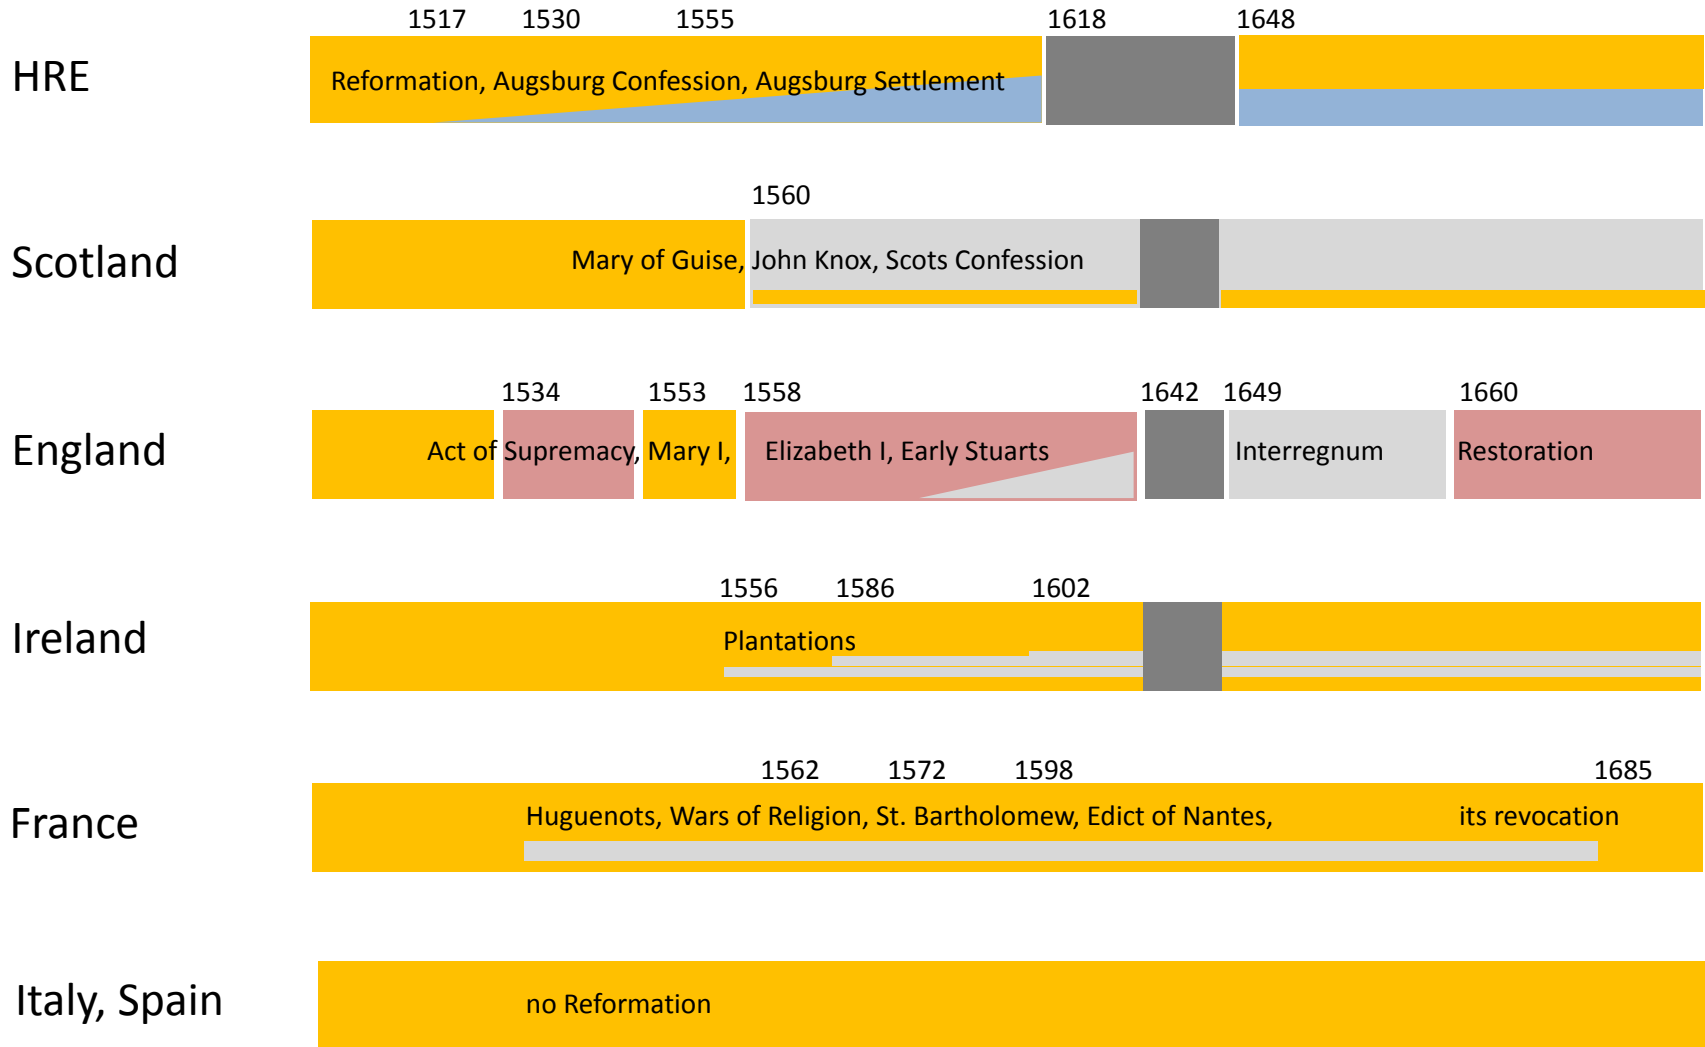 1517 1530 1555 1618 1648
HRE Reformation, Augsburg Confession, Augsburg Settlement
1560
Scotland Mary of Guise, John Knox, Scots Confession
1534 1553 1558 1642 1649 1660
England Act of Supremacy, Mary I, Elizabeth I, Early Stuarts Interregnum Restoration
1556 1586 1602
Ireland Plantations
1562 1572 1598 1685
France Huguenots, Wars of Religion, St. Bartholomew, Edict of Nantes, its revocation
Italy, Spain no Reformation